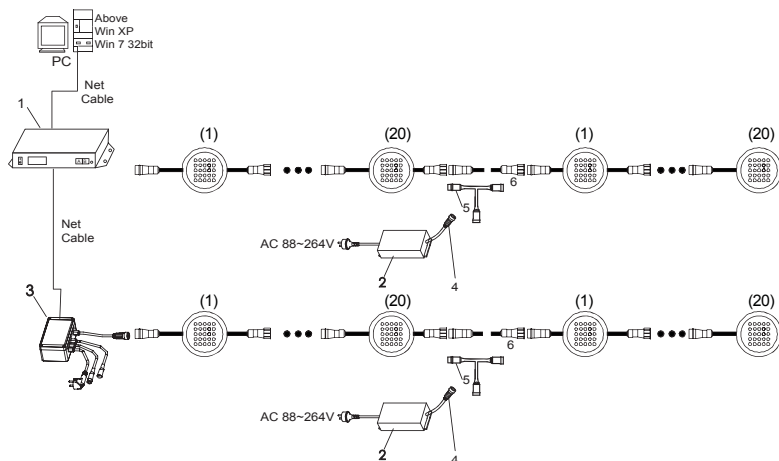 Above
Win XP
Win 7 32bit
PC
Net
Cable
1
(1)
(20)
(1)
(20)
6
5
Net
Cable
AC 88~264V
2
4
3
(1)
(20)
(1)
(20)
6
5
AC 88~264V
2
4